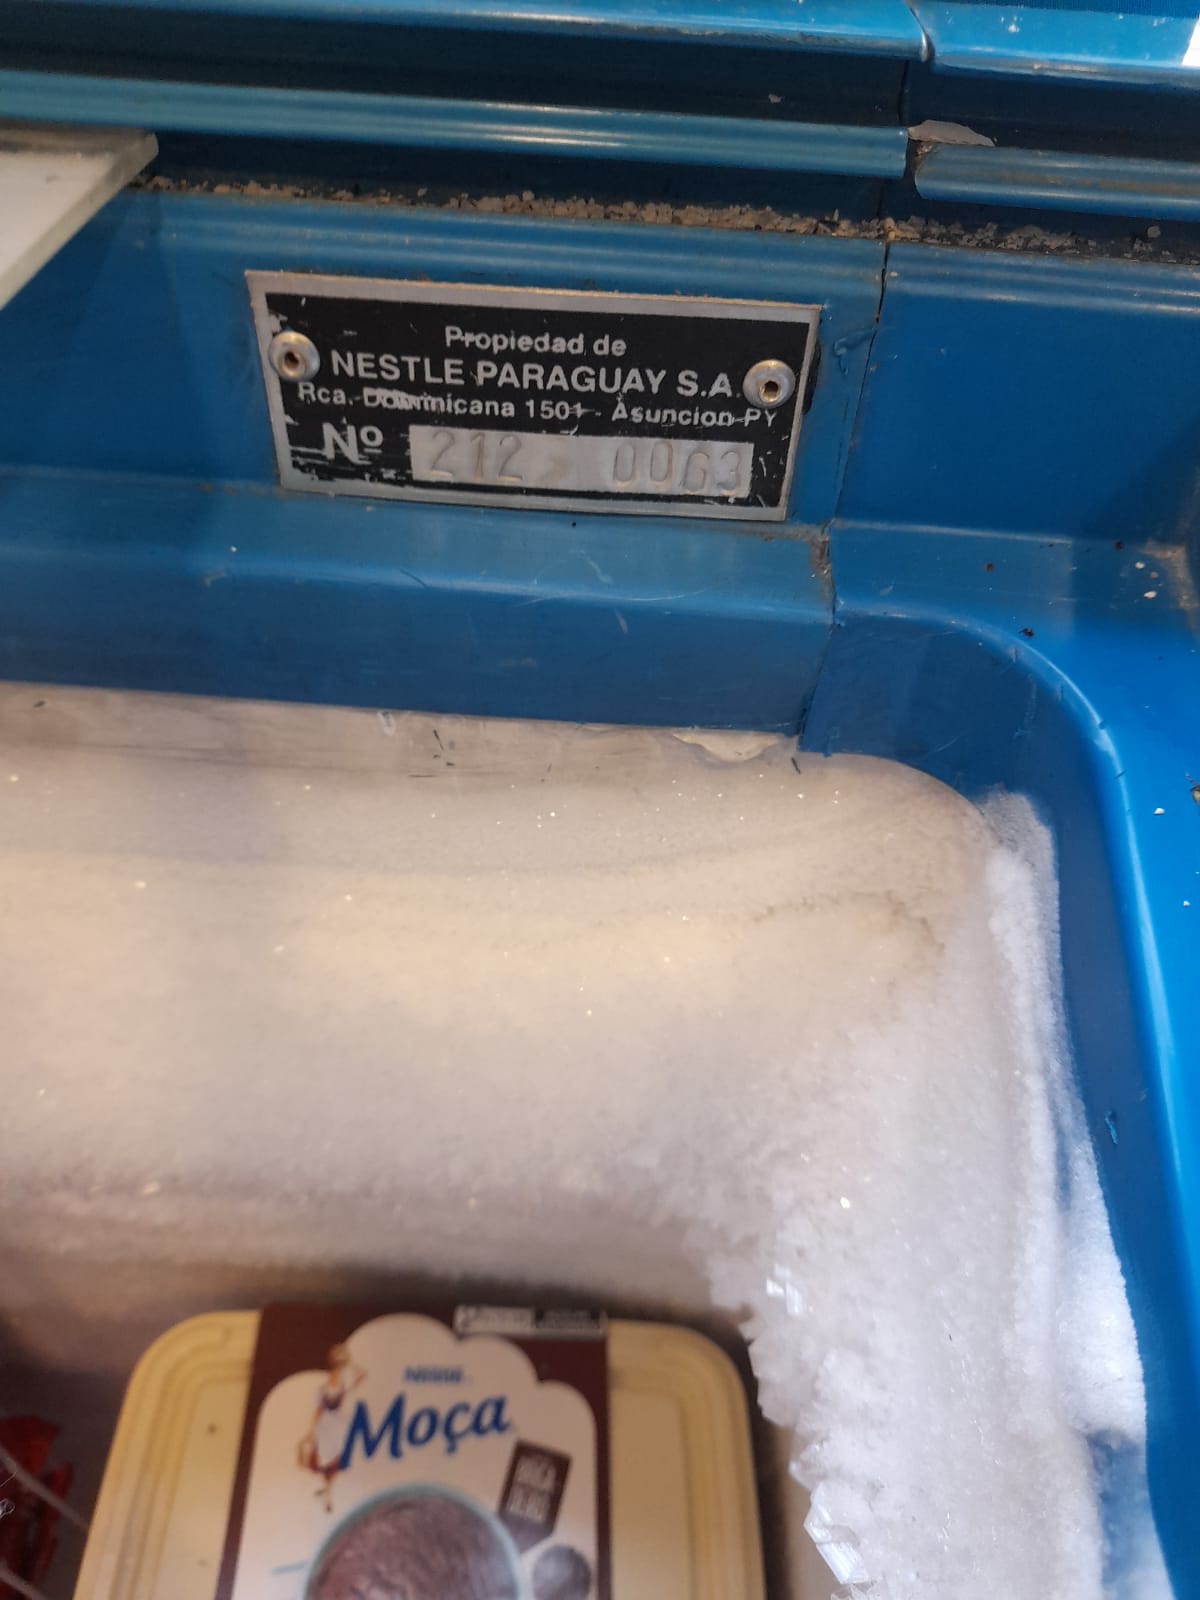 Propiedad de
NESTLE PARAGUAY S.A.
Rca. Dominicana 1501 - Asuncion-PY
Nº 212 0063
Nestlé
Moça